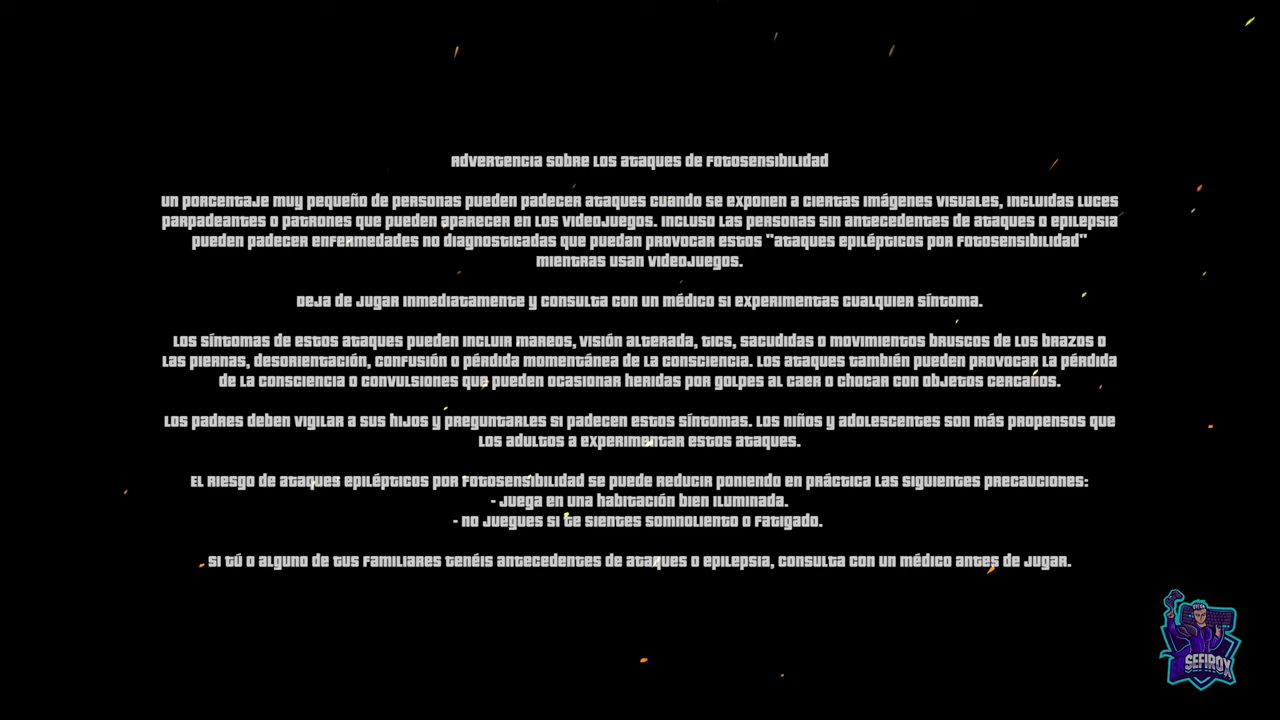 Advertencia sobre los ataques de fotosensibilidad
Un porcentaje muy pequeño de personas pueden padecer ataques cuando se exponen a ciertas imágenes visuales, incluidas luces
parpadeantes o patrones que pueden aparecer en los videojuegos. Incluso las personas sin antecedentes de ataques o epilepsia
pueden padecer enfermedades no diagnosticadas que puedan provocar estos "ataques epilépticos por fotosensibilidad"
mientras usan videojuegos.
Deja de jugar inmediatamente y consulta con un médico si experimentas cualquier síntoma.
Los síntomas de estos ataques pueden incluir mareos, visión alterada, tics, sacudidas o movimientos bruscos de los brazos o
las piernas, desorientación, confusión o pérdida momentánea de la consciencia. Los ataques también pueden provocar la pérdida
de la consciencia o convulsiones que pueden ocasionar heridas por golpes al caer o chocar con objetos cercanos.
Los padres deben vigilar a sus hijos y preguntarles si padecen estos síntomas. Los niños y adolescentes son más propensos que
los adultos a experimentar estos ataques.
El riesgo de ataques epilépticos por fotosensibilidad se puede reducir poniendo en práctica las siguientes precauciones:
- Juega en una habitación bien iluminada.
- No juegues si te sientes somnoliento o fatigado.
Si tú o alguno de tus familiares tenéis antecedentes de ataques o epilepsia, consulta con un médico antes de jugar.
SEFIROX